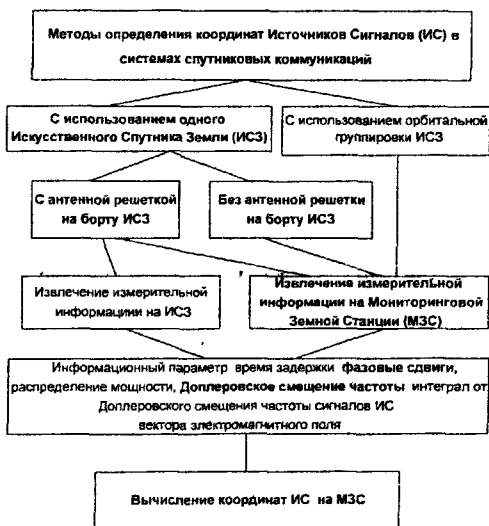 Методы определения координат Источников Сигналов (ИС) в
системах спутниковых коммуникаций
С использованием одного
Искусственного Спутника Земли (ИСЗ)
С использованием орбитальной
группировки ИСЗ
С антенной решеткой
на борту ИСЗ
Без антенной решетки
на борту ИСЗ
Извлечение измерительной
информациии на ИСЗ
Извлечение измерительной
информации на Мониторинговой
Земной Станции (МЗС)
Информационный параметр время задержки фазовые сдвиги,
распределение мощности, Доплеровское смещение частоты интеграл от
Доплеровского смещения частоты сигналов ИС
вектора электромагнитного поля
Вычисление координат ИС на МЗС